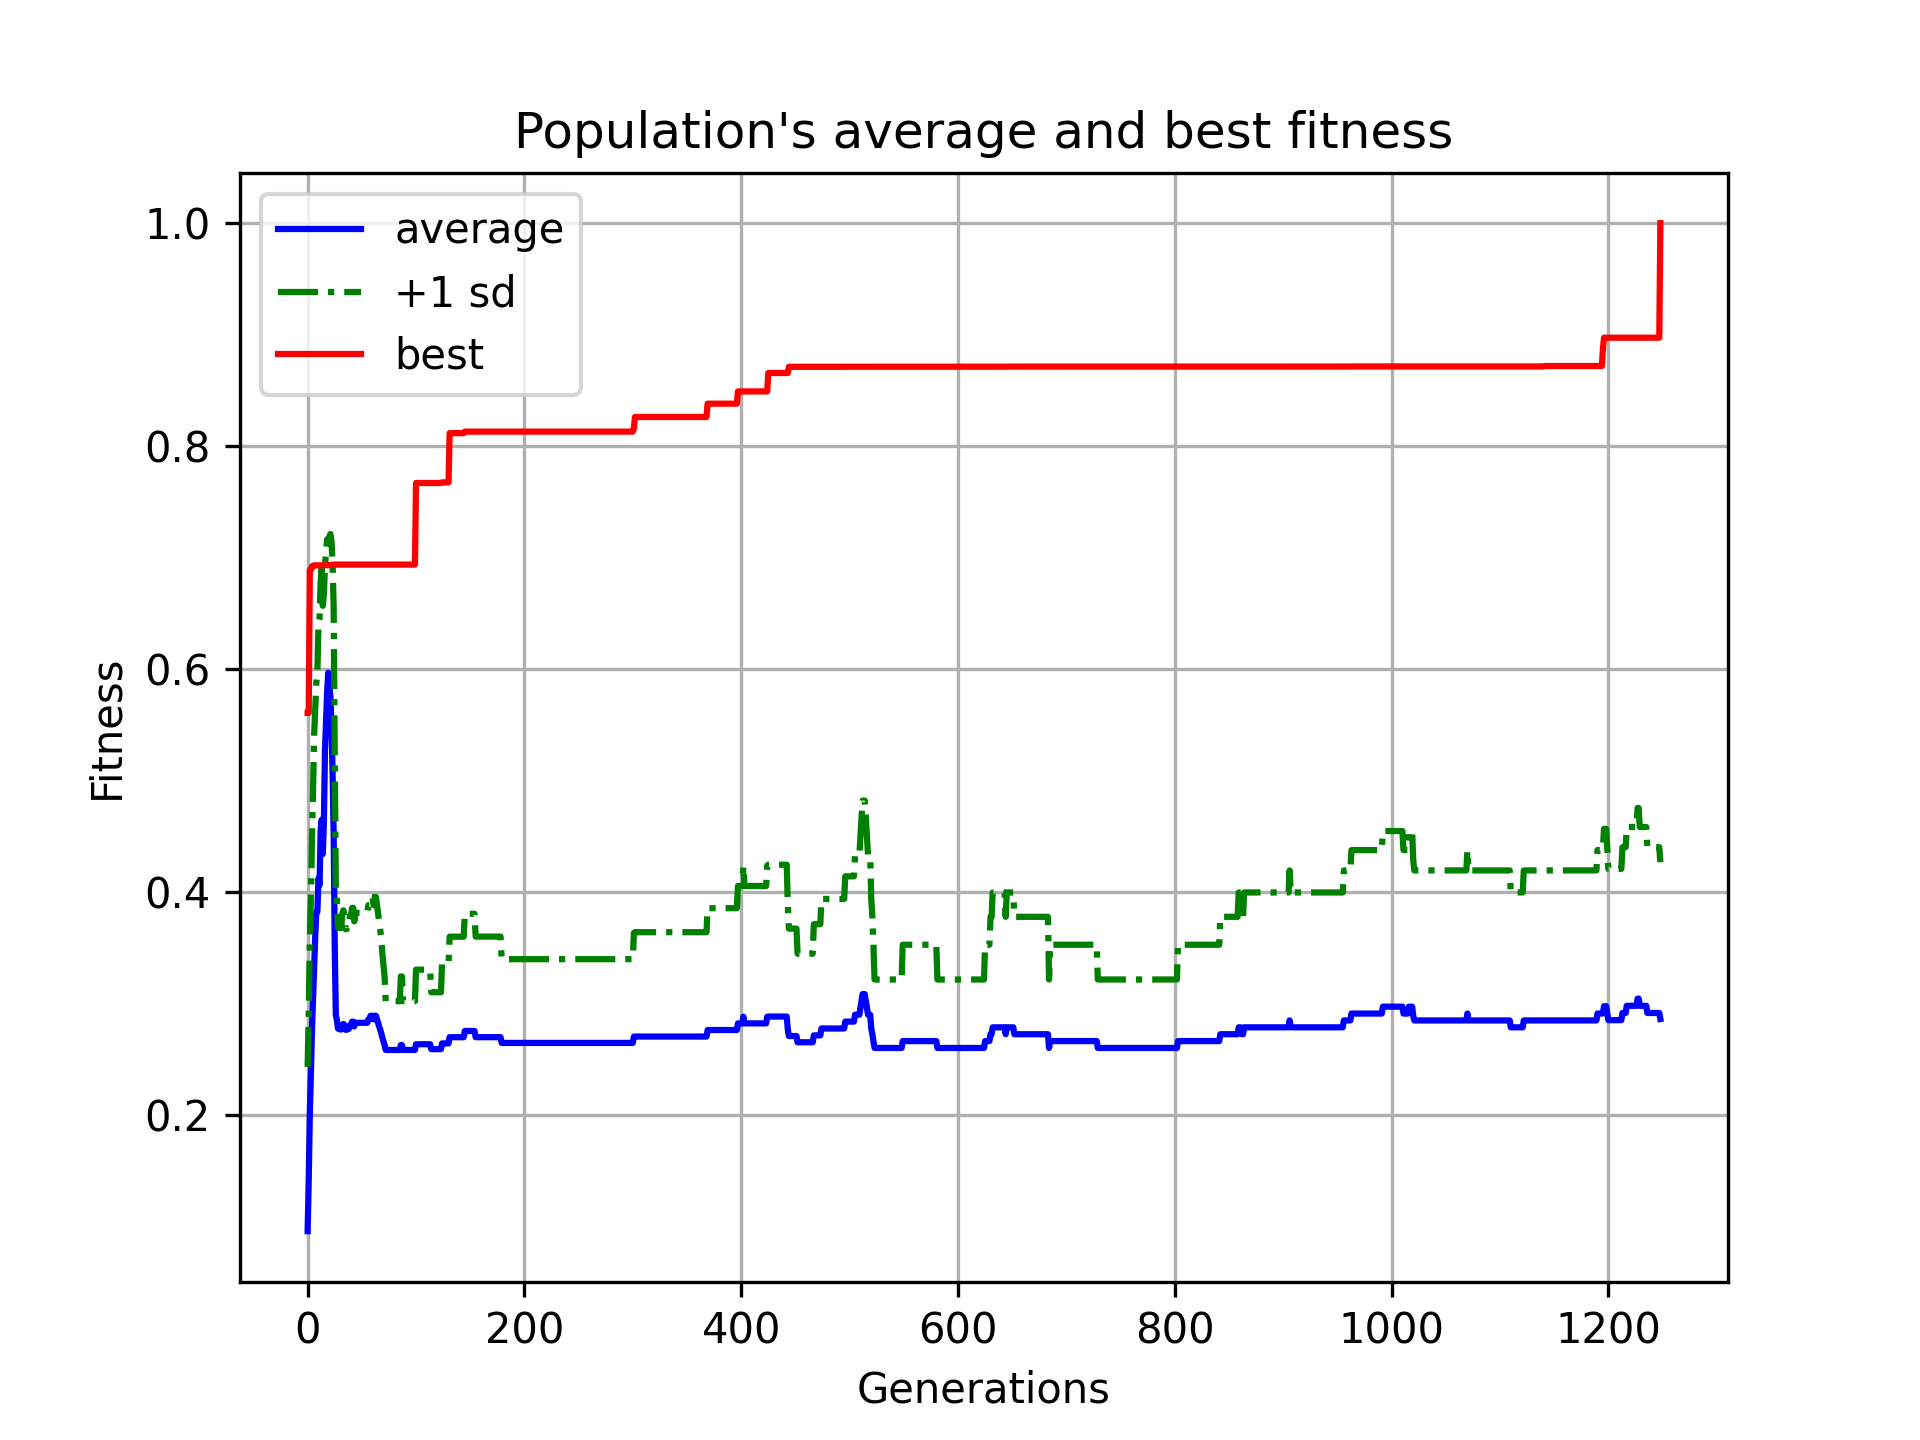 Population's average and best fitness
average
+1 sd
best
1.0
0.8
0.6
0.4
0.2
Fitness
0 200 400 600 800 1000 1200
Generations